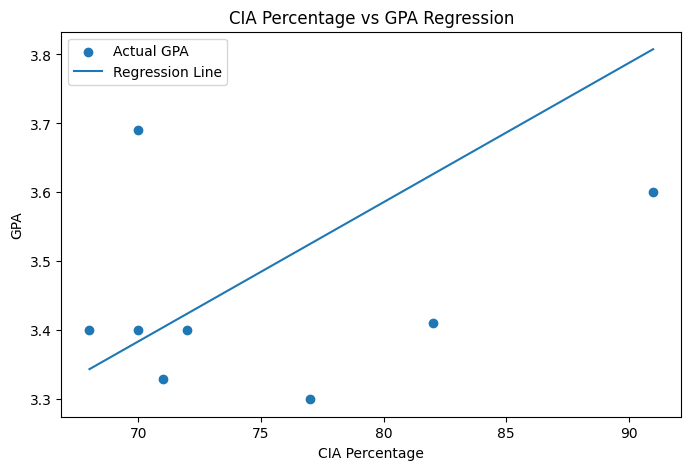 CIA Percentage vs GPA Regression
Actual GPA
Regression Line
3.8
3.7
3.6
3.5
3.4
3.3
GPA
70
75
80
85
90
CIA Percentage